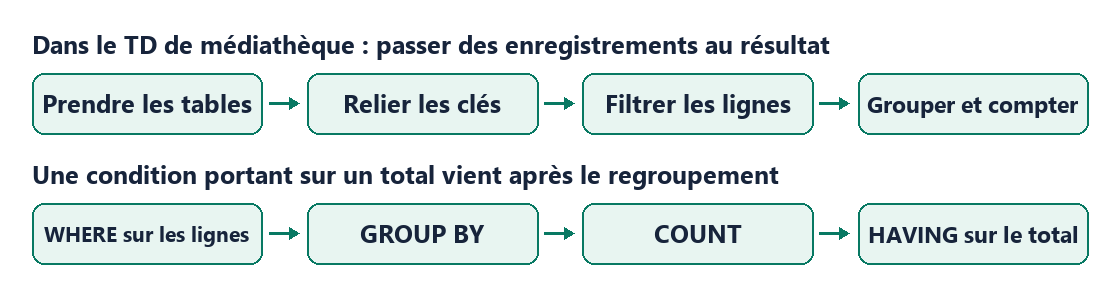 Dans le TD de médiathèque : passer des enregistrements au résultat
Prendre les tables
Relier les clés
Filtrer les lignes
Grouper et compter
Une condition portant sur un total vient après le regroupement
WHERE sur les lignes
GROUP BY
COUNT
HAVING sur le total